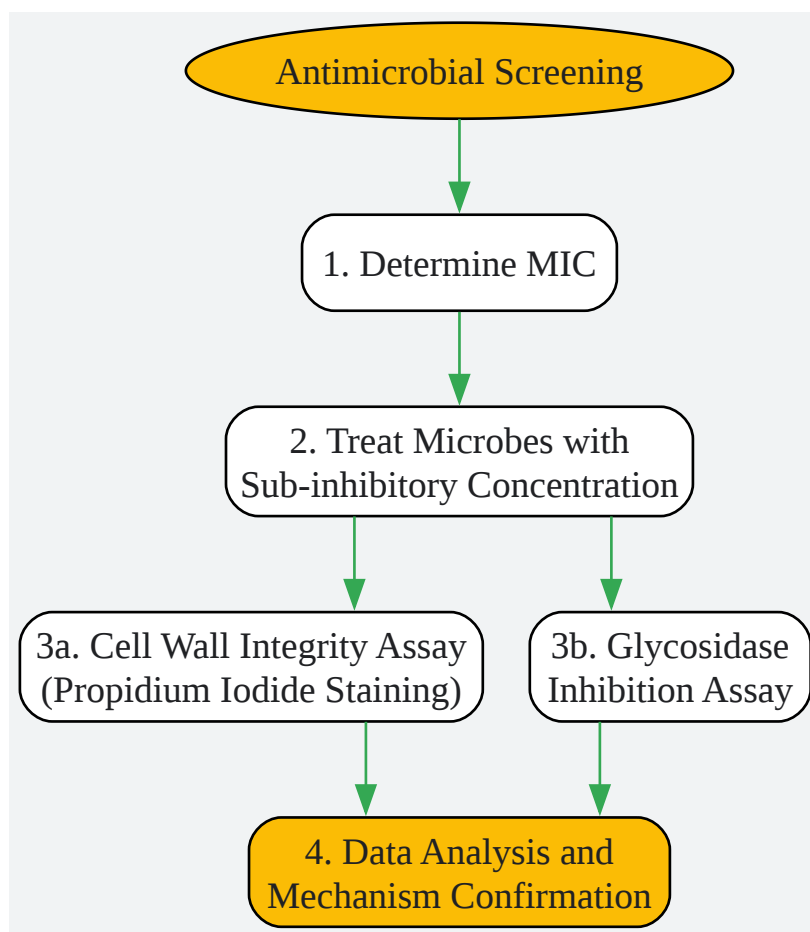 Antimicrobial Screening
1. Determine MIC
2. Treat Microbes with
Sub-inhibitory Concentration
3a. Cell Wall Integrity Assay
(Propidium Iodide Staining)
3b. Glycosidase
Inhibition Assay
4. Data Analysis and
Mechanism Confirmation